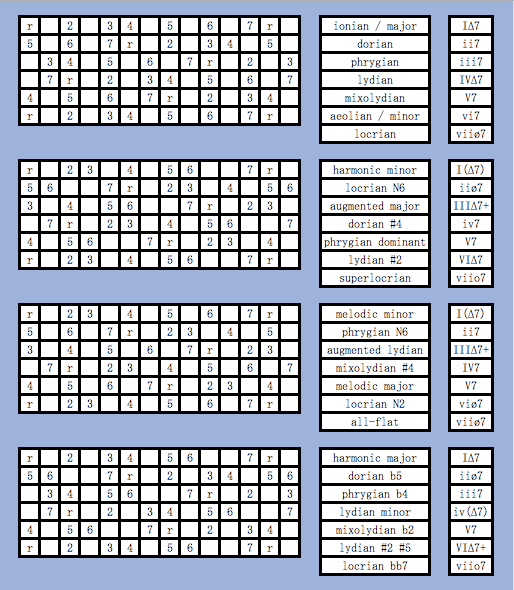 r 2 3 4 5 6 7 r ionian / major IΔ7
5 6 7 r 2 3 4 5 dorian ii7
3 4 5 6 7 r 2 3 phrygian iii7
7 r 2 3 4 5 6 7 lydian IVΔ7
4 5 6 7 r 2 3 4 mixolydian V7
r 2 3 4 5 6 7 r aeolian / minor vi7
locrian viiø7
r 2 3 4 5 6 7 r harmonic minor I(Δ7)
5 6 7 r 2 3 4 5 6 locrian N6 iiø7
3 4 5 6 7 r 2 3 augmented major IIIΔ7+
7 r 2 3 4 5 6 7 dorian #4 iv7
4 5 6 7 r 2 3 4 phrygian dominant V7
r 2 3 4 5 6 7 r lydian #2 VIΔ7
superlocrian viio7
r 2 3 4 5 6 7 r melodic minor I(Δ7)
5 6 7 r 2 3 4 5 phrygian N6 ii7
3 4 5 6 7 r 2 3 augmented lydian IIIΔ7+
7 r 2 3 4 5 6 7 mixolydian #4 IV7
4 5 6 7 r 2 3 4 melodic major V7
r 2 3 4 5 6 7 r locrian N2 viø7
all-flat viiø7
r 2 3 4 5 6 7 r harmonic major IΔ7
5 6 7 r 2 3 4 5 6 dorian b5 iiø7
3 4 5 6 7 r 2 3 phrygian b4 iii7
7 r 2 3 4 5 6 7 lydian minor iv(Δ7)
4 5 6 7 r 2 3 4 mixolydian b2 V7
r 2 3 4 5 6 7 r lydian #2 #5 VIΔ7+
locrian bb7 viio7